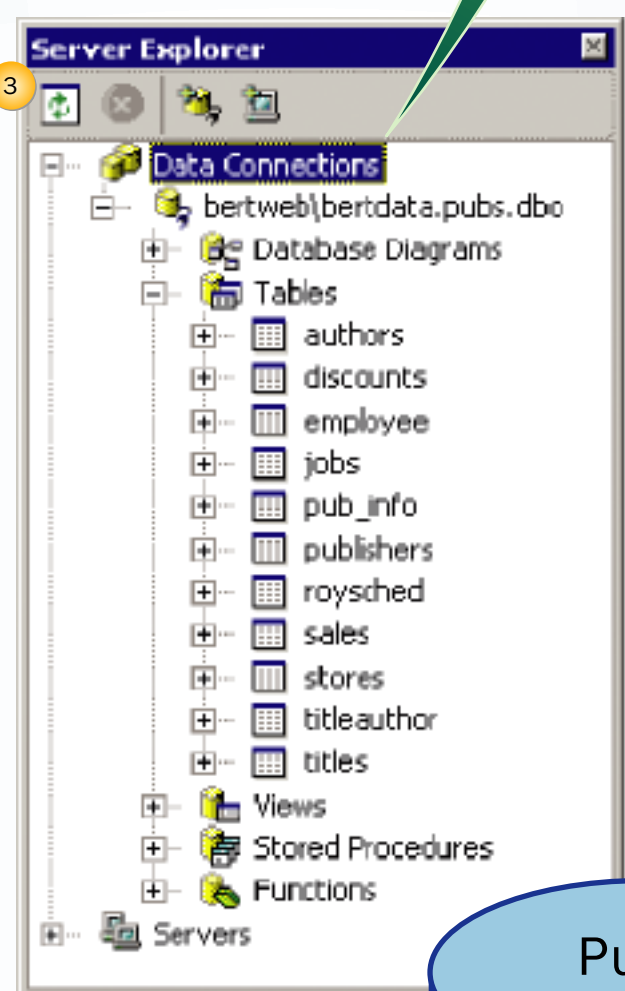 Server Explorer
3
Data Connections
bertweb\bertdata.pubs.dbo
Database Diagrams
Tables
authors
discounts
employee
jobs
pub_info
publishers
roysched
sales
stores
titleauthor
titles
Views
Stored Procedures
Functions
Servers
Pu